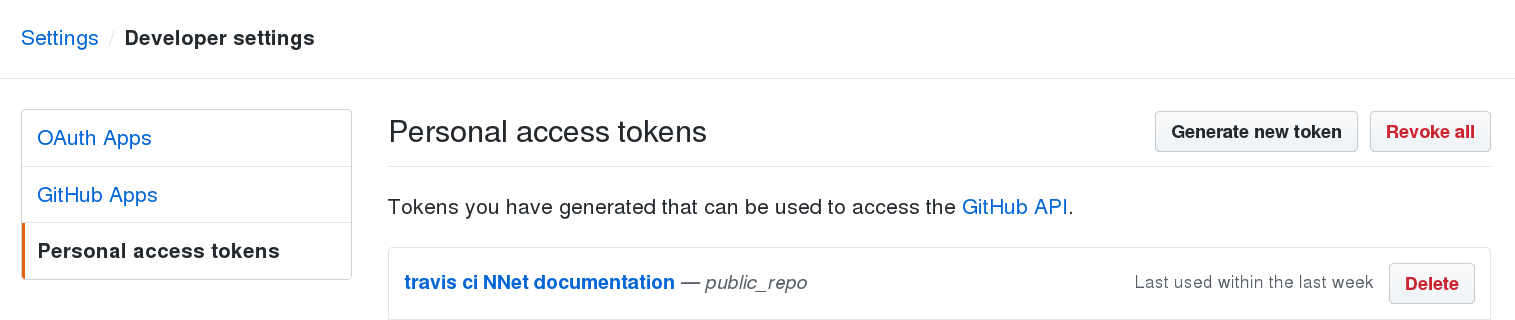 Settings / Developer settings
OAuth Apps
GitHub Apps
Personal access tokens
Personal access tokens
Generate new token
Revoke all
Tokens you have generated that can be used to access the GitHub API.
travis ci NNet documentation — public_repo
Last used within the last week
Delete